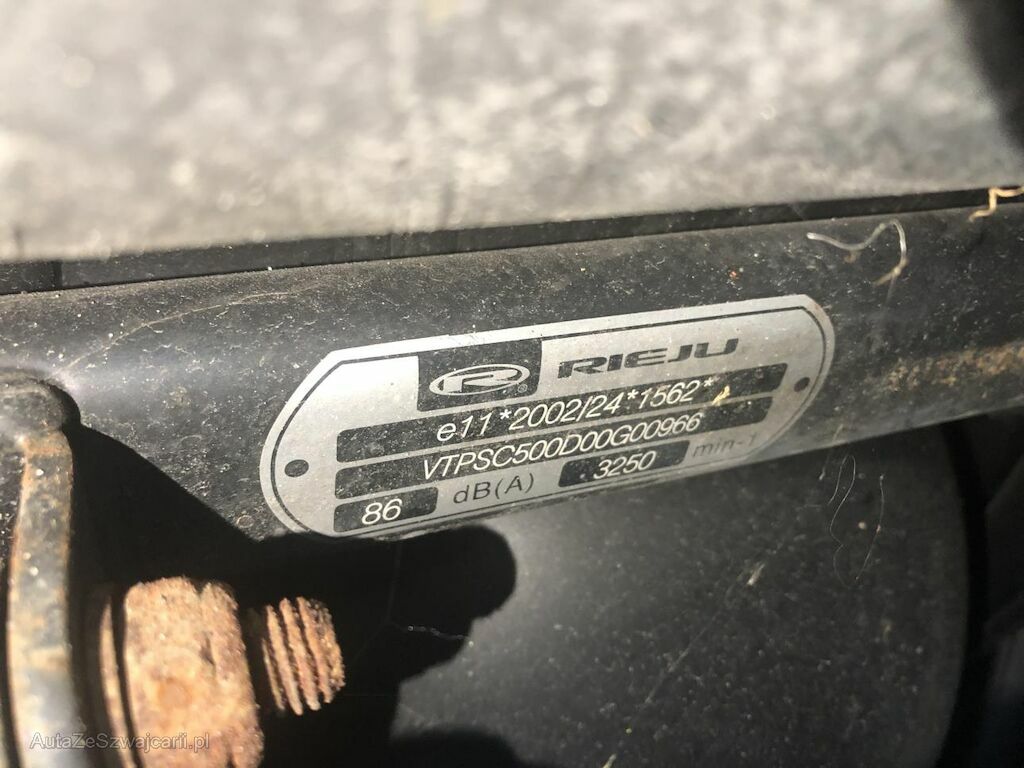 R® RIEJU
e11*2002/24*1562*
VTPSC500D00G00966
86 dB(A) 3250 min-1
AutaZeSzwajcarii.pl